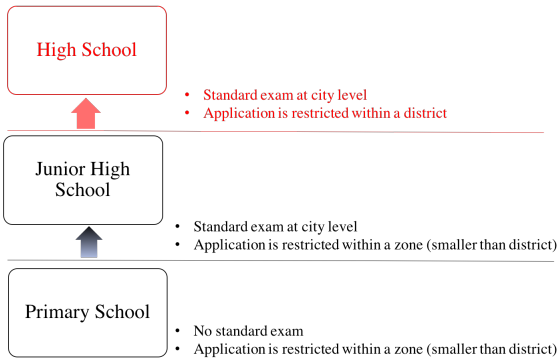 High School
• Standard exam at city level
• Application is restricted within a district
Junior High
School
• Standard exam at city level
• Application is restricted within a zone (smaller than district)
Primary School
• No standard exam
• Application is restricted within a zone (smaller than district)